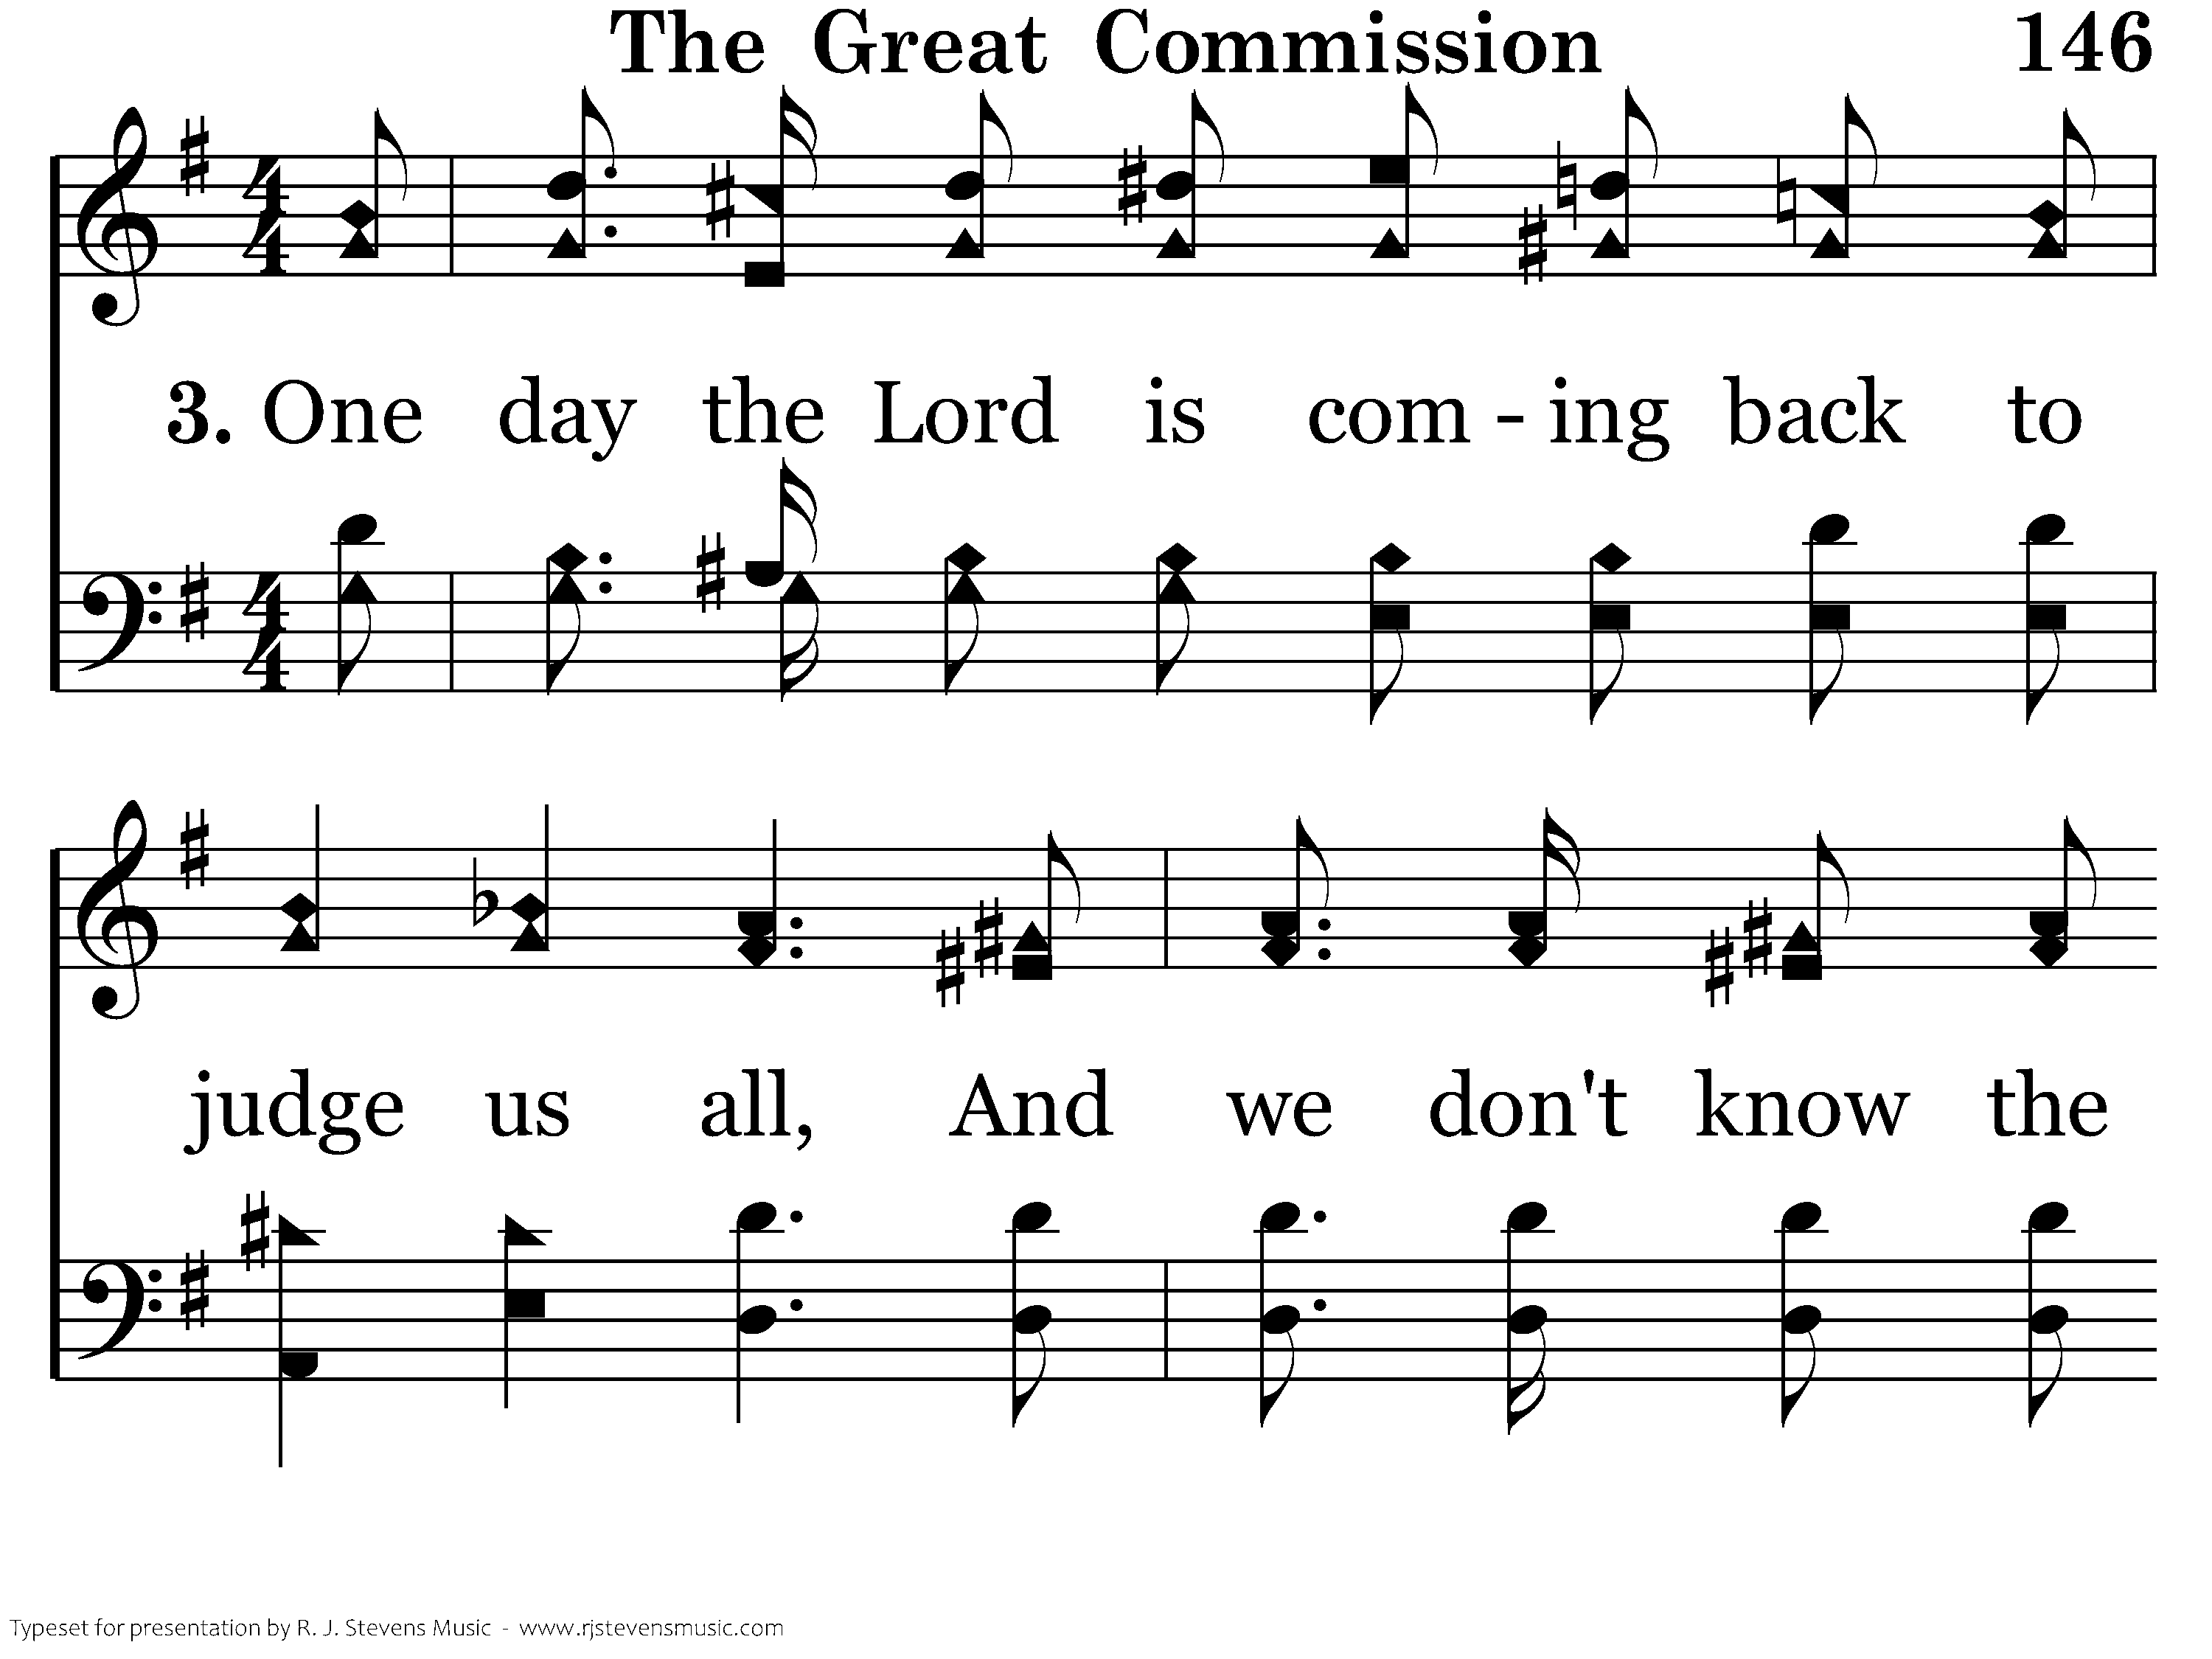 The Great Commission 146
3. One day the Lord is com - ing back to
judge us all, And we don't know the
Typeset for presentation by R. J. Stevens Music - www.rjstevensmusic.com